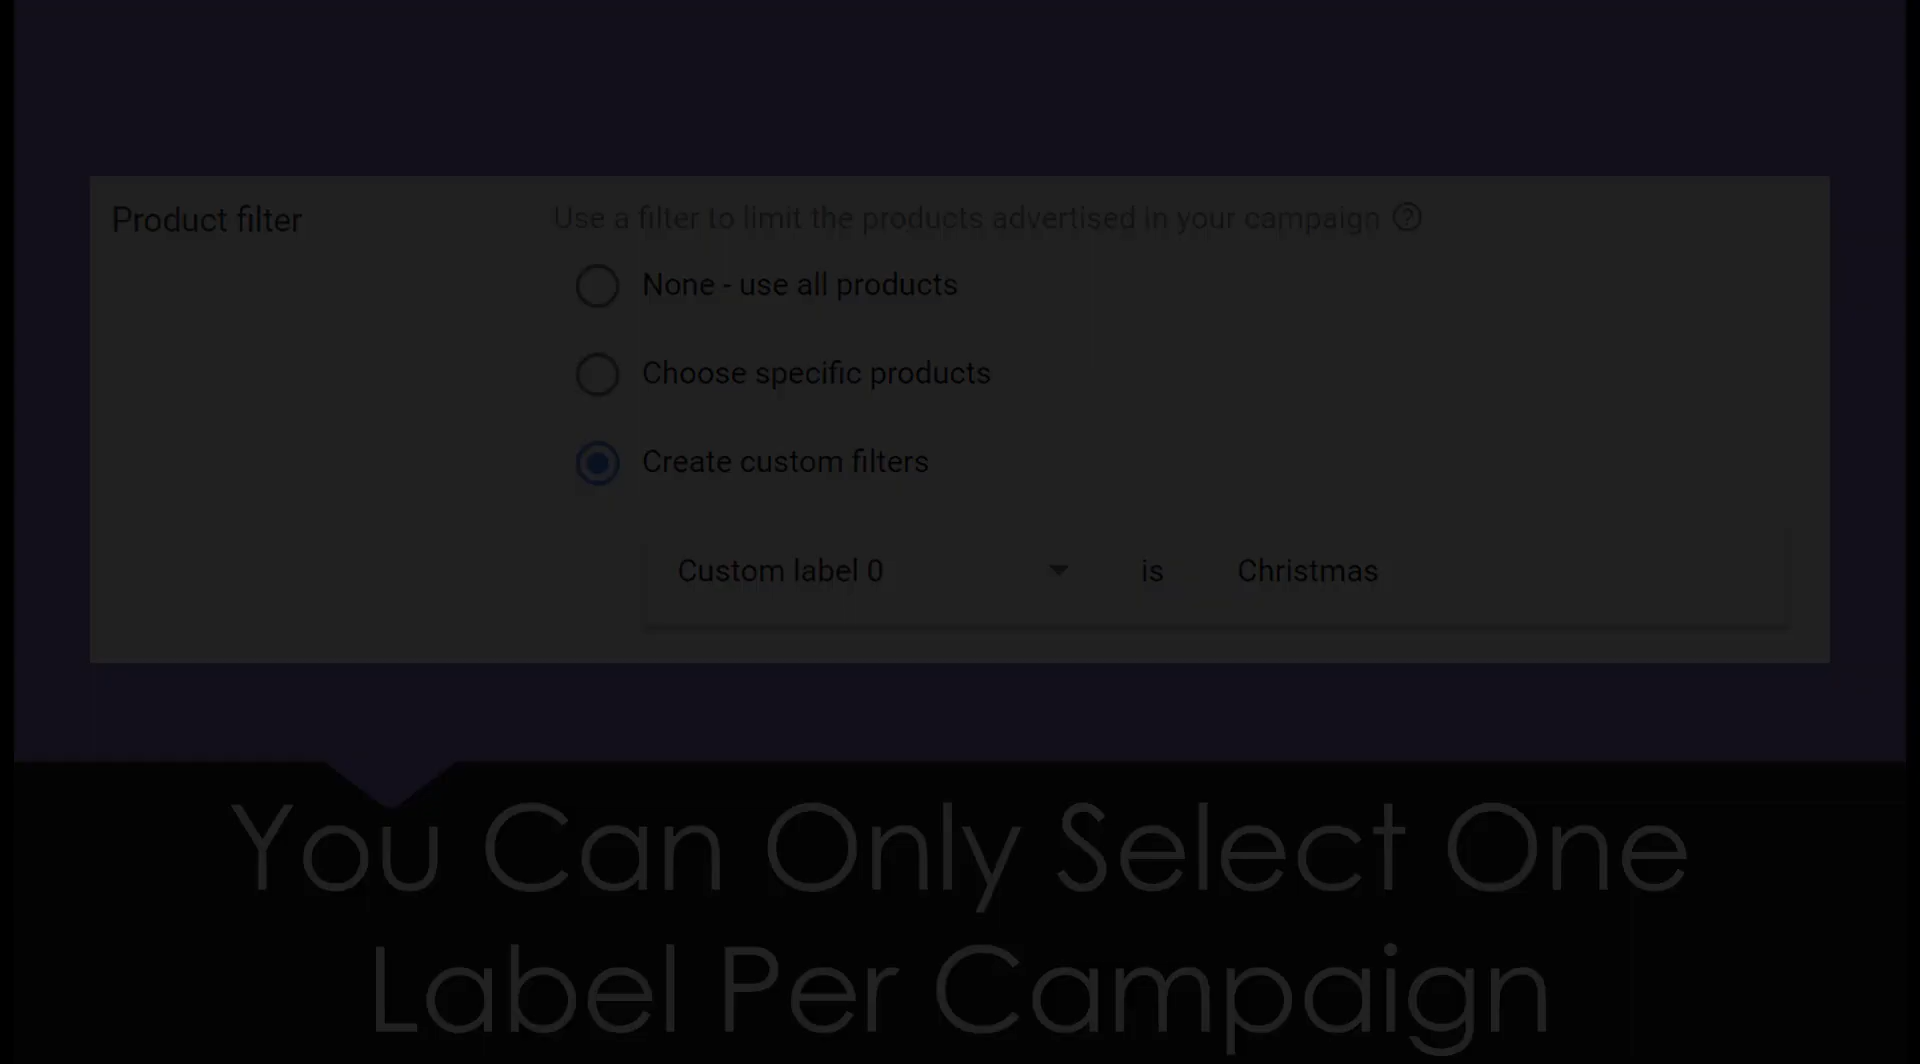 Product filter
Use a filter to limit the products advertised in your campaign
None - use all products
Choose specific products
Create custom filters
Custom label 0 is Christmas
You Can Only Select One
Label Per Campaign